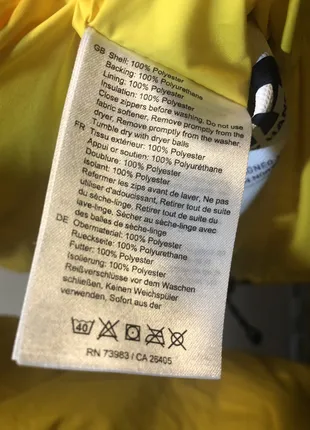 GB Shell: 100% Polyester
Backing: 100% Polyurethane
Lining: 100% Polyester
Insulation: 100% Polyester
Close zippers before washing, Do not use
fabric softener, Remove promptly from the
dryer, Remove promptly from the washer,
Tumble dry with dryer balls
FR Tissu extérieur: 100% Polyester
Appui or soutien: 100% Polyuréthane
Doublure: 100% Polyester
Isolant: 100% Polyester
Refermer les zips avant de laver, Ne pas
utiliser d'adoucissant, Retirer tout de suite du
sèche-linge, Retirer tout de suite du
lave-linge, Sécher au sèche-linge avec
des balles de sèche-linge
DE Obermaterial: 100% Polyester
Rueckseite: 100% Polyurethane
Futter: 100% Polyester
Isolierung: 100% Polyester
Reißverschlüsse vor dem Waschen
schließen, Keinen Weichspüler
verwenden, Sofort aus der
40
RN 73983 / CA 26405